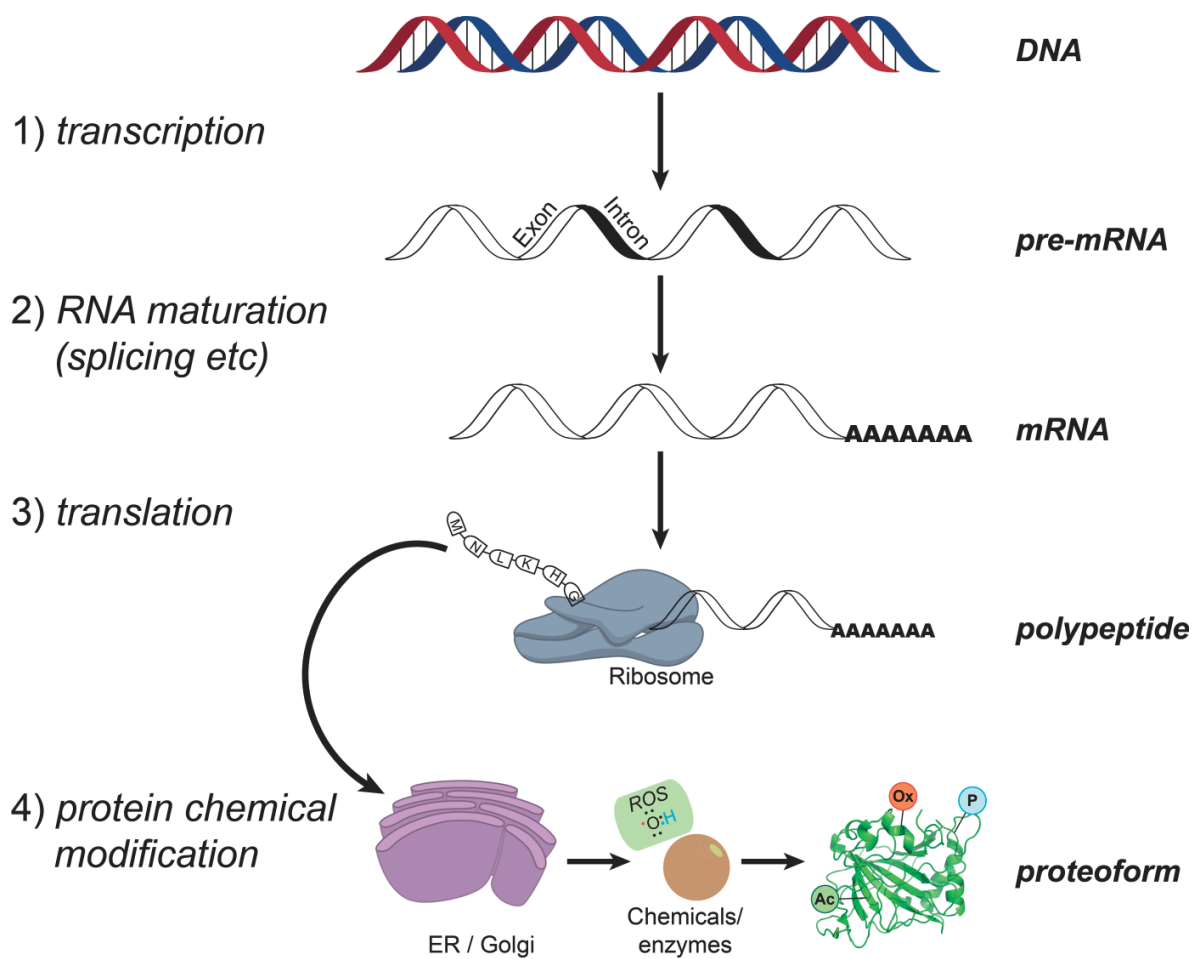 DNA
1) transcription
Exon
Intron
pre-mRNA
2) RNA maturation
(splicing etc)
AAAAAAA
mRNA
3) translation
M N L K H G
AAAAAAA
polypeptide
Ribosome
4) protein chemical
modification
ROS
O H
Ox
P
Ac
proteoform
Chemicals/
enzymes
ER / Golgi